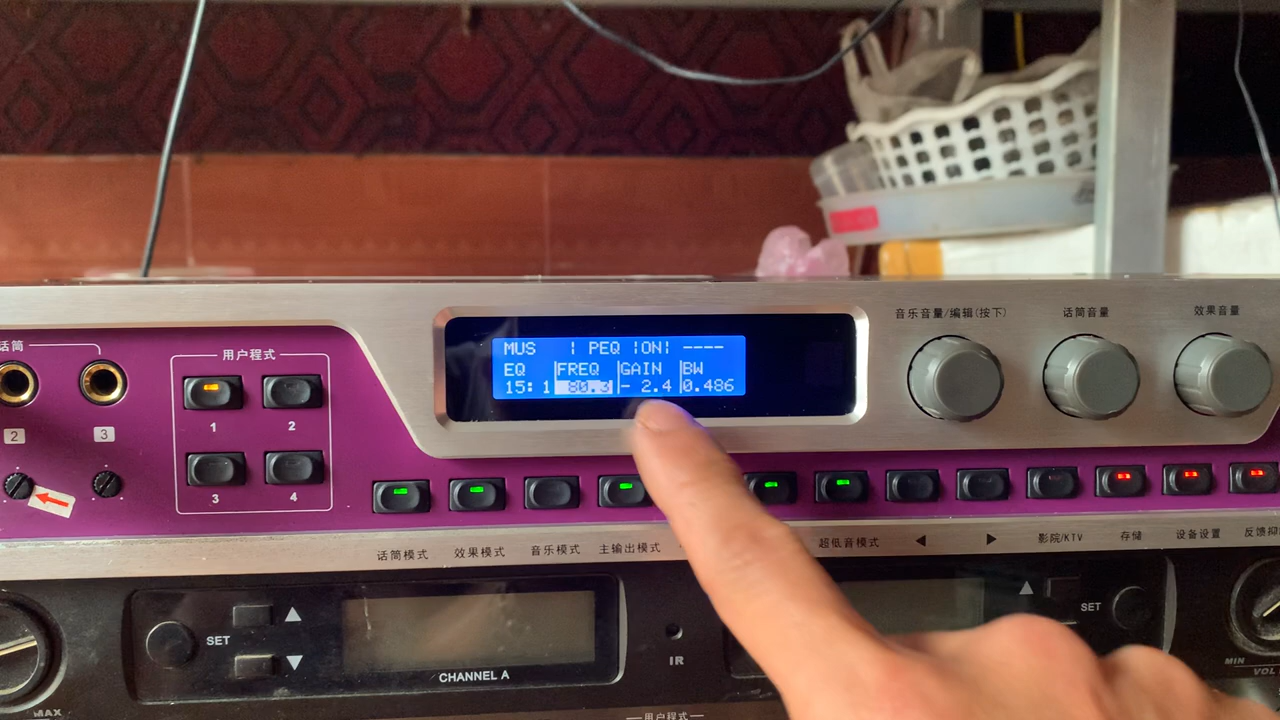 音乐音量/编辑(按下)
话筒音量
效果音量
话筒
用户程式
MUS ¦ PEQ ¦ON¦ ----
EQ |FREQ |GAIN |BW
15: 1 80.3 |- 2.4 |0.486
1
2
2
3
3
4
话筒模式
效果模式
音乐模式
主输出模式
超低音模式
◀
▶
影院/KTV
存储
设备设置
反馈抑
SET
▲
▼
CHANNEL A
IR
▲
SET
MIN
VOL
MAX
用户程式